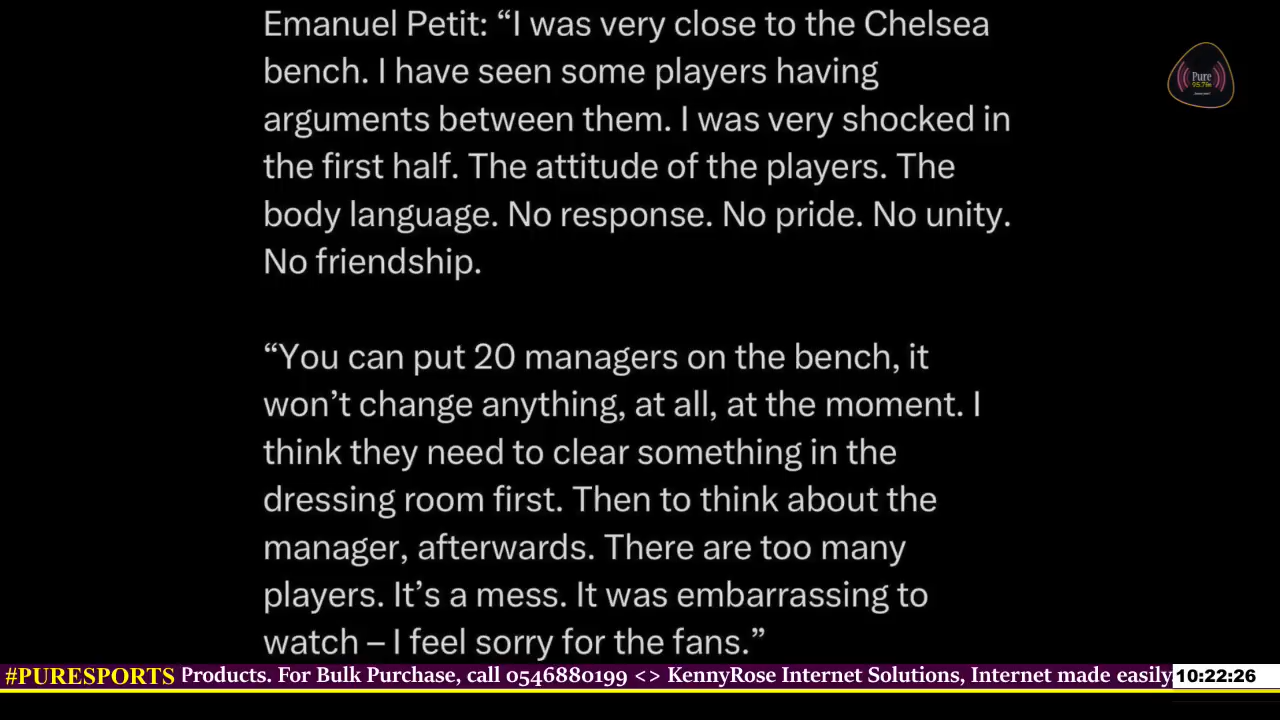 Emanuel Petit: “I was very close to the Chelsea
bench. I have seen some players having
arguments between them. I was very shocked in
the first half. The attitude of the players. The
body language. No response. No pride. No unity.
No friendship.
“You can put 20 managers on the bench, it
won’t change anything, at all, at the moment. I
think they need to clear something in the
dressing room first. Then to think about the
manager, afterwards. There are too many
players. It’s a mess. It was embarrassing to
watch – I feel sorry for the fans.”
Pure
95.7fm
#PURESPORTS Products. For Bulk Purchase, call 0546880199 <> KennyRose Internet Solutions, Internet made easily
10:22:26